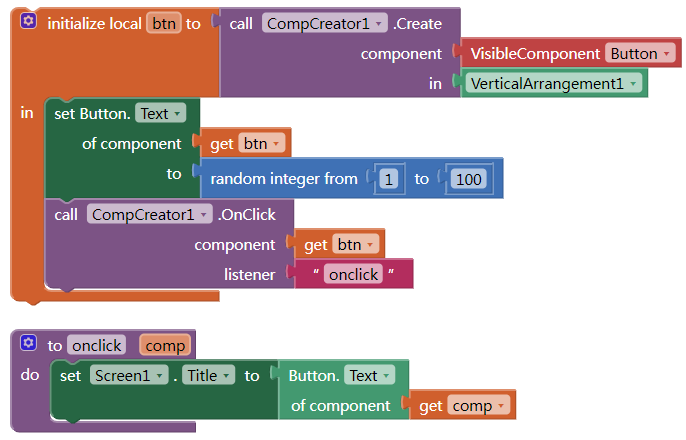 initialize local btn to call CompCreator1 .Create
component VisibleComponent Button
in VerticalArrangement1
in set Button. Text
of component get btn
to random integer from 1 to 100
call CompCreator1 .OnClick
component get btn
listener " onclick "
to onclick comp
do set Screen1 . Title to Button. Text
of component get comp